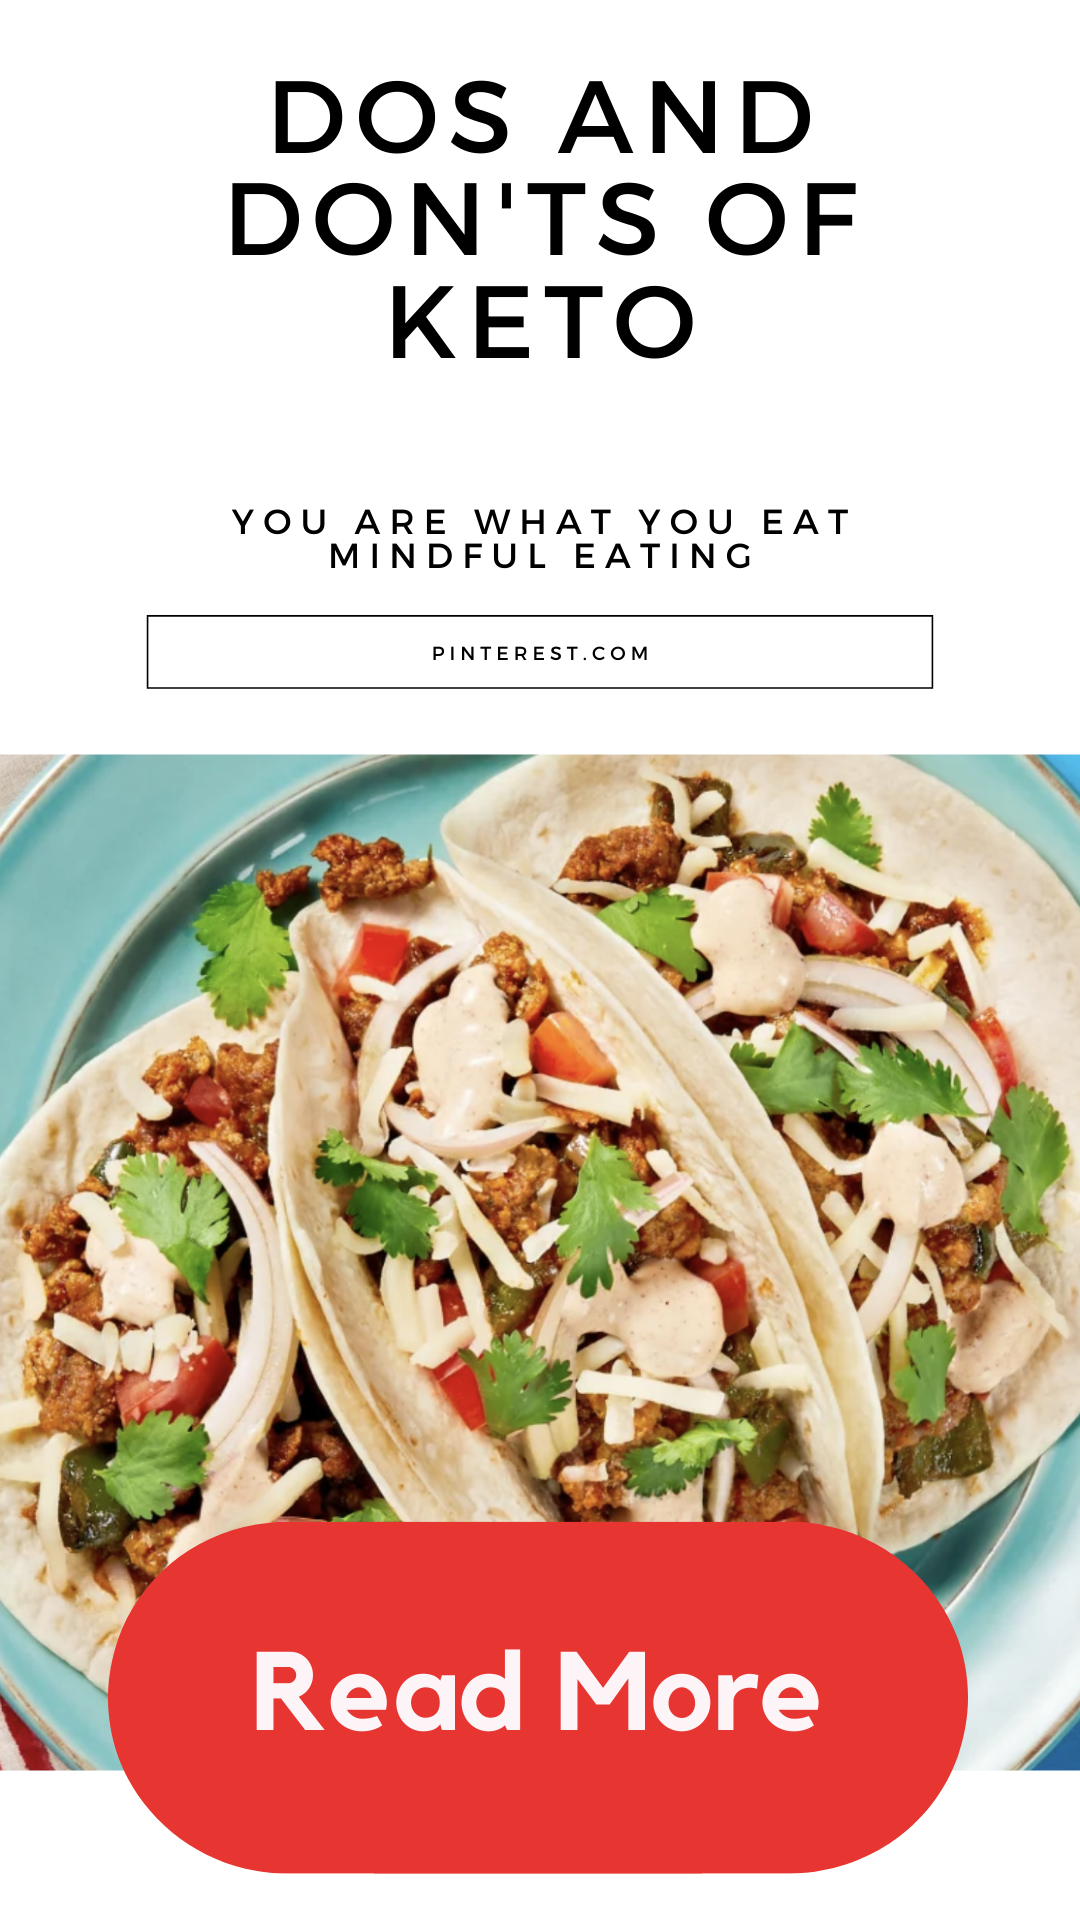 DOS AND
DON'TS OF
KETO
YOU ARE WHAT YOU EAT
MINDFUL EATING
PINTEREST.COM
Read More